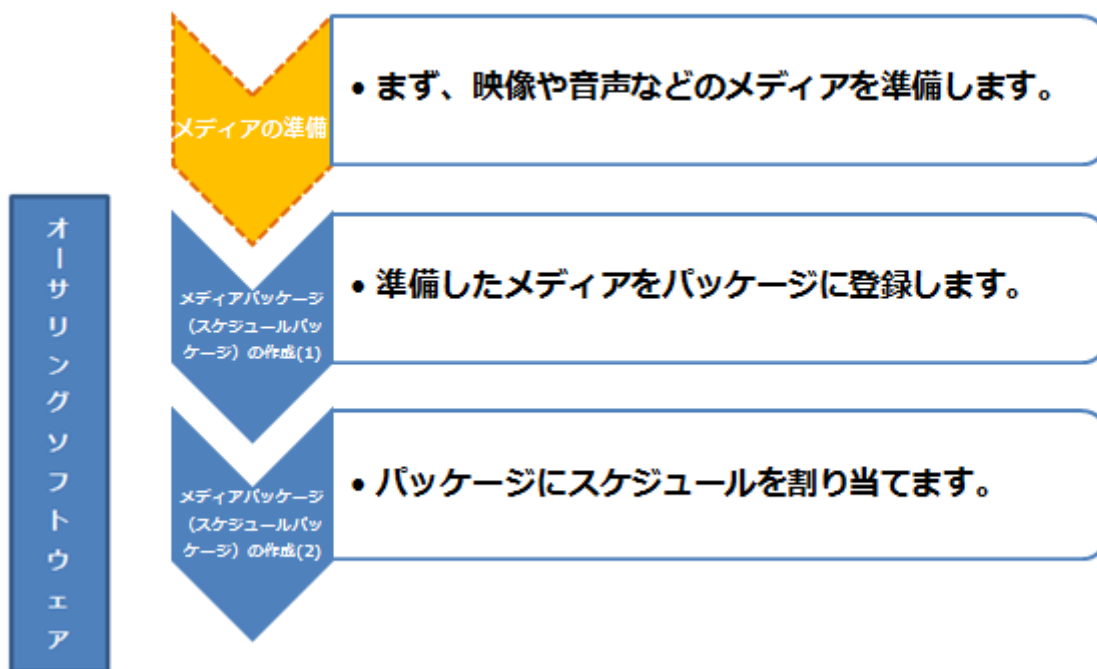 メディアの準備
• まず、映像や音声などのメディアを準備します。
オーサリングソフトウェア
メディアパッケージ
（スケジュールパッ
ケージ）の作成(1)
• 準備したメディアをパッケージに登録します。
メディアパッケージ
（スケジュールパッ
ケージ）の作成(2)
• パッケージにスケジュールを割り当てます。